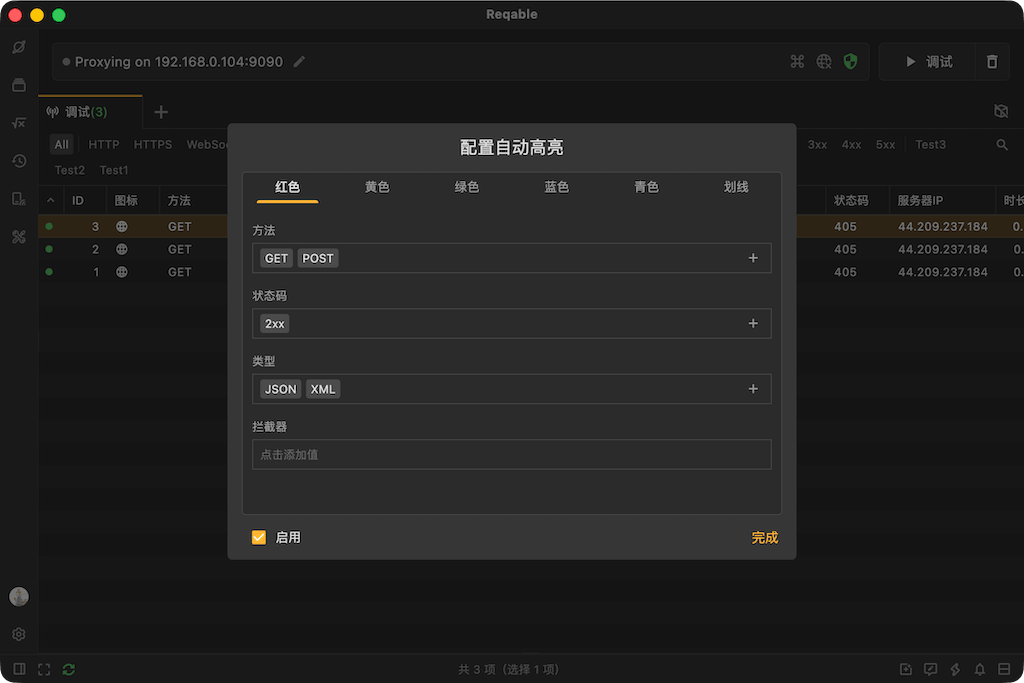 Reqable
Proxying on 192.168.0.104:9090
调试
调试(3)
All HTTP HTTPS 3xx 4xx 5xx Test3
Test2 Test1
ID 图标 方法 状态码 服务器IP
3 GET 405 44.209.237.184
2 GET 405 44.209.237.184
1 GET 405 44.209.237.184
配置自动高亮
红色 黄色 绿色 蓝色 青色 划线
方法
GET POST
状态码
2xx
类型
JSON XML
拦截器
点击添加值
启用 完成
共 3 项（选择 1 项）